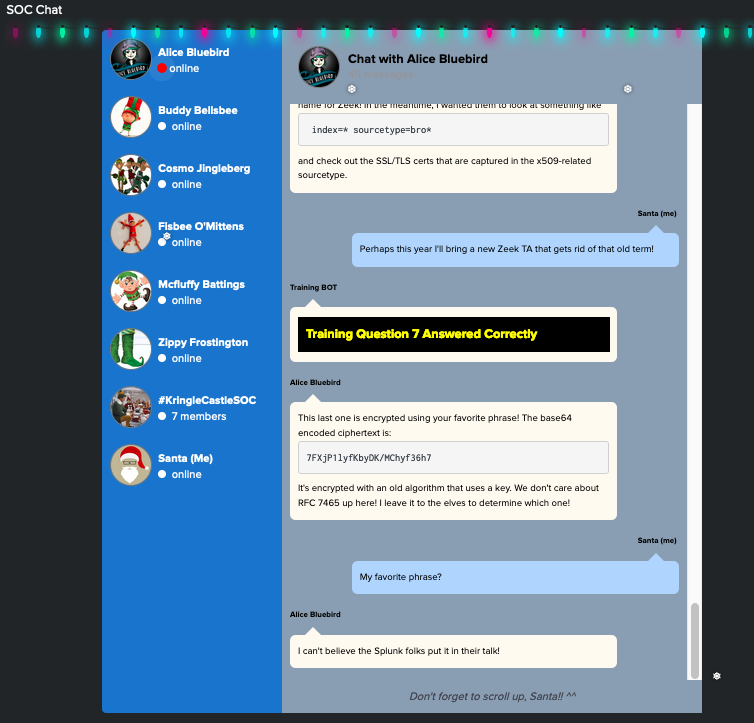 SOC Chat
Alice Bluebird
online
Buddy Bellsbee
online
Cosmo Jingleberg
online
Fisbee O'Mittens
online
Mcfluffy Battings
online
Zippy Frostington
online
#KringleCastleSOC
7 members
Santa (Me)
online
Chat with Alice Bluebird
messages
name for Zeek! In the meantime, I wanted them to look at something like
index=* sourcetype=bro*
and check out the SSL/TLS certs that are captured in the x509-related
sourcetype.
Santa (me)
Perhaps this year I'll bring a new Zeek TA that gets rid of that old term!
Training BOT
Training Question 7 Answered Correctly
Alice Bluebird
This last one is encrypted using your favorite phrase! The base64
encoded ciphertext is:
7FXjP1lyfKbyDK/MChyf36h7
It's encrypted with an old algorithm that uses a key. We don't care about
RFC 7465 up here! I leave it to the elves to determine which one!
Santa (me)
My favorite phrase?
Alice Bluebird
I can't believe the Splunk folks put it in their talk!
Don't forget to scroll up, Santa!! ^^